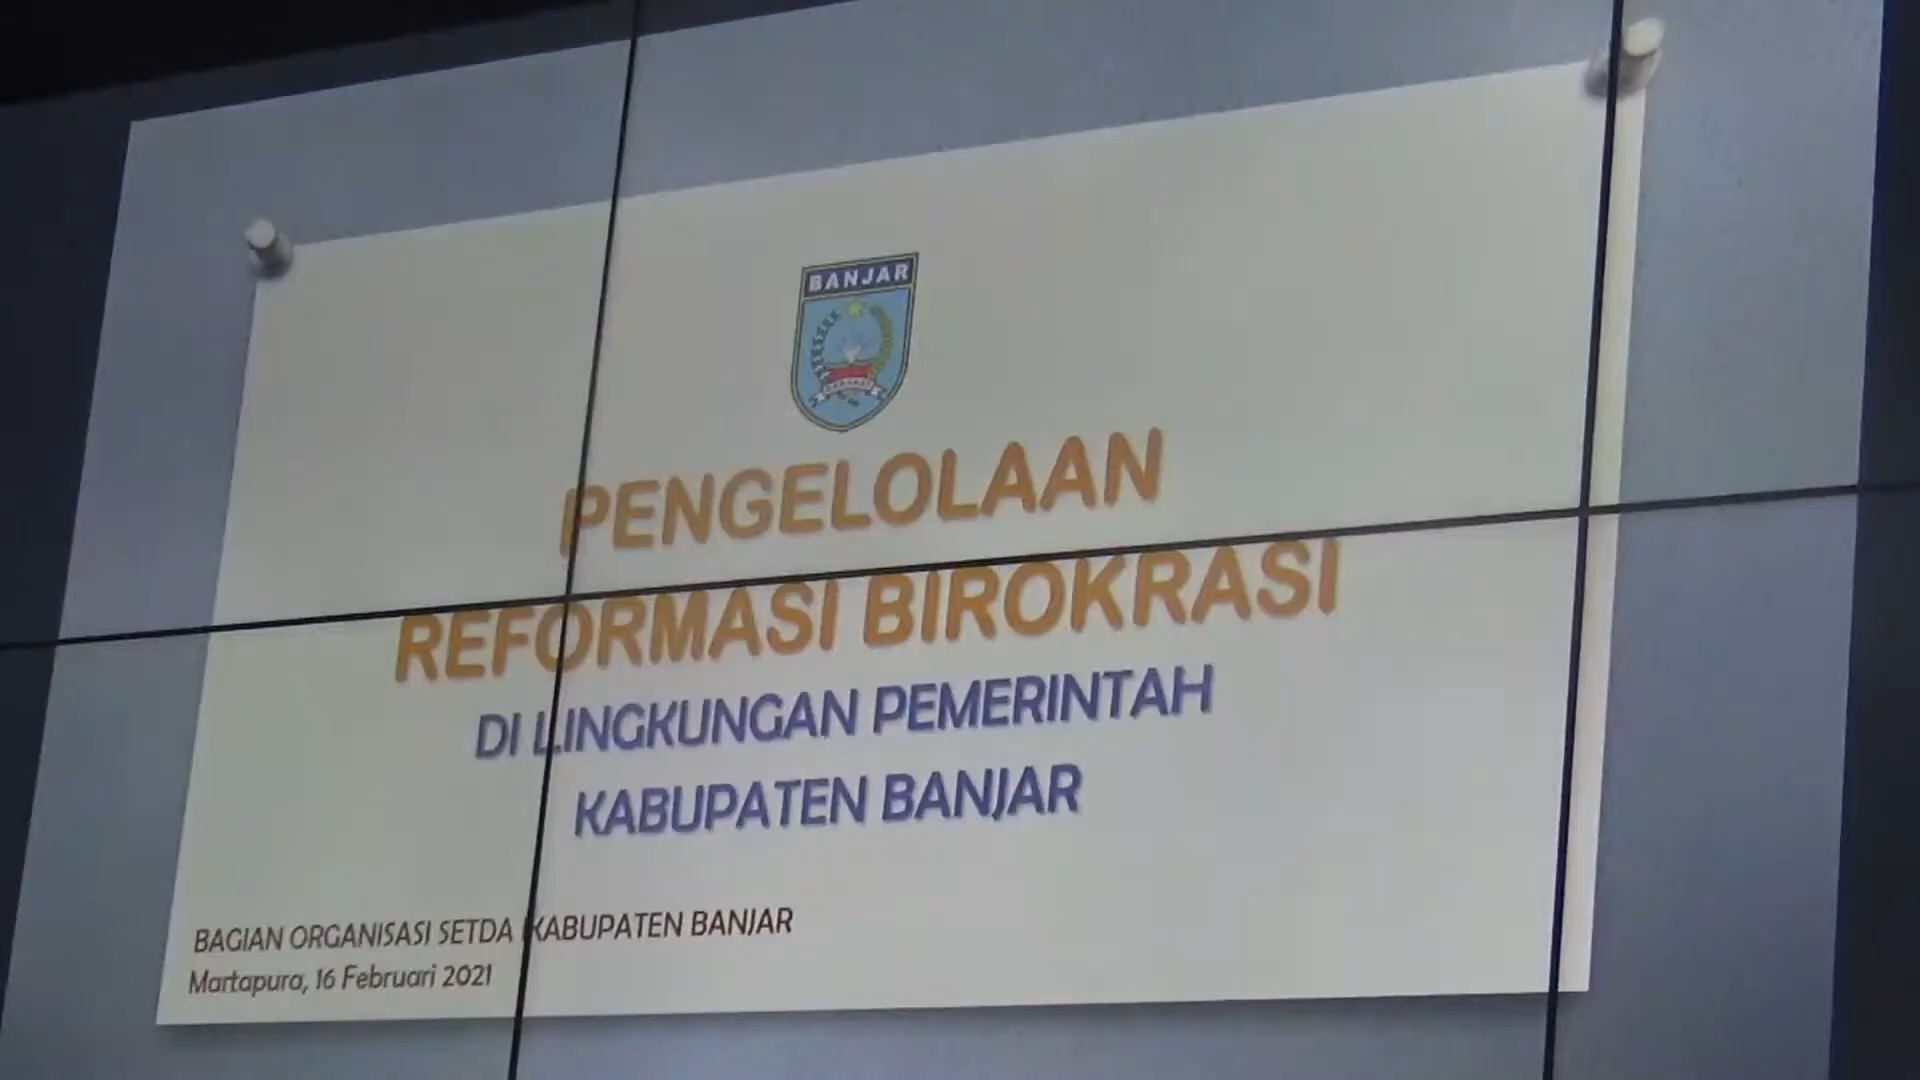 BANJAR
PENGELOLAAN
REFORMASI BIROKRASI
DI LINGKUNGAN PEMERINTAH
KABUPATEN BANJAR
BAGIAN ORGANISASI SETDA KABUPATEN BANJAR
Martapura, 16 Februari 2021